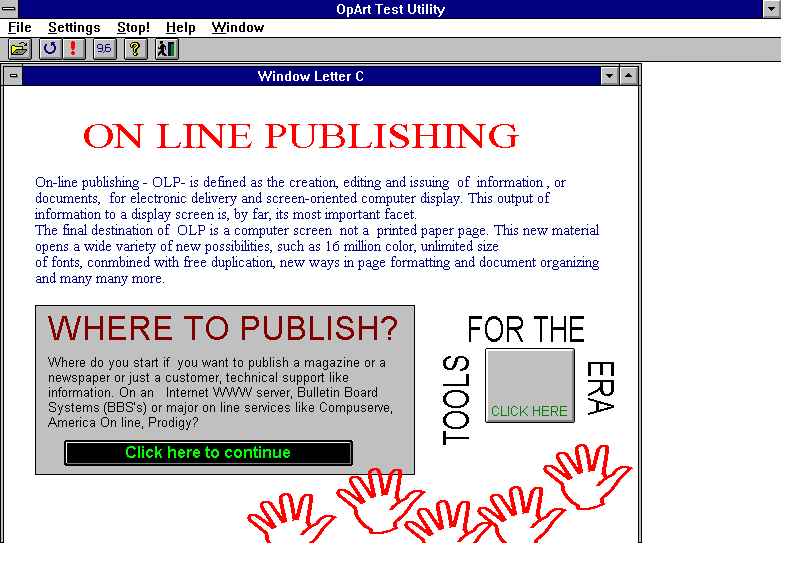 OpArt Test Utility
File Settings Stop! Help Window
9,6 ?
Window Letter C
ON LINE PUBLISHING
On-line publishing - OLP- is defined as the creation, editing and issuing of information , or
documents, for electronic delivery and screen-oriented computer display. This output of
information to a display screen is, by far, its most important facet.
The final destination of OLP is a computer screen not a printed paper page. This new material
opens a wide variety of new possibilities, such as 16 million color, unlimited size
of fonts, conmbined with free duplication, new ways in page formatting and document organizing
and many many more.
WHERE TO PUBLISH?
Where do you start if you want to publish a magazine or a
newspaper or just a customer, technical support like
information. On an Internet WWW server, Bulletin Board
Systems (BBS's) or major on line services like Compuserve,
America On line, Prodigy?
Click here to continue
TOOLS
FOR THE
ERA
CLICK HERE